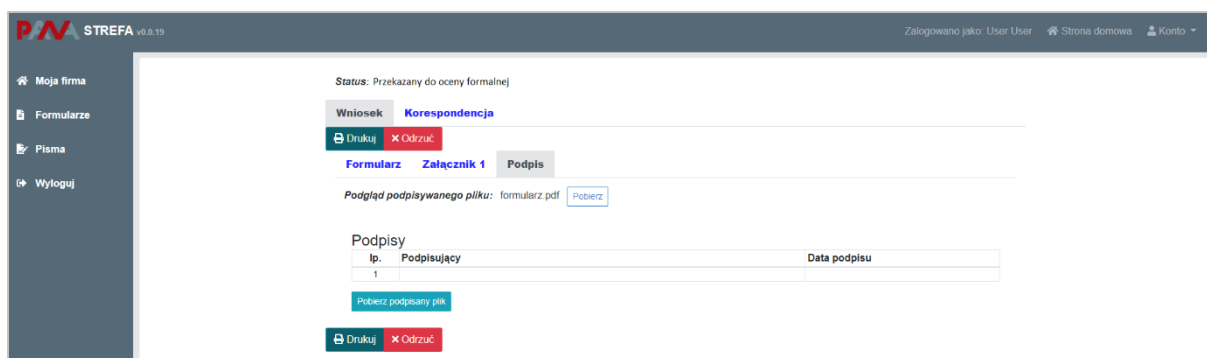 PAIVA STREFA v0.0.19
Zalogowano jako: User User Strona domowa Konto
Moja firma
Formularze
Pisma
Wyloguj
Status: Przekazany do oceny formalnej
Wniosek Korespondencja
Drukuj Odrzuć
Formularz Załącznik 1 Podpis
Podgląd podpisywanego pliku: formularz.pdf Pobierz
Podpisy
lp. Podpisujący Data podpisu
1
Pobierz podpisany plik
Drukuj Odrzuć